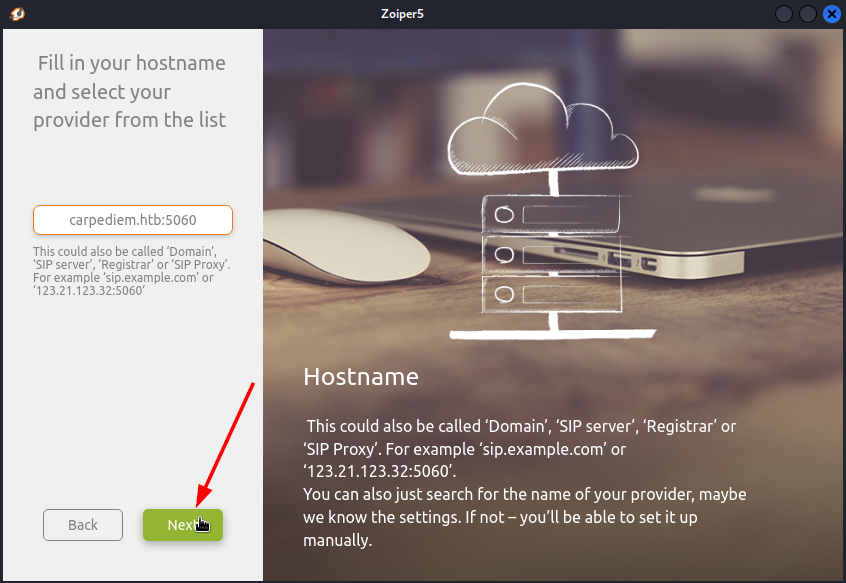 Zoiper5
Fill in your hostname
and select your
provider from the list
carpediem.htb:5060
This could also be called ‘Domain’,
‘SIP server’, ‘Registrar’ or ‘SIP Proxy’.
For example ‘sip.example.com’ or
‘123.21.123.32:5060’
Back
Next
Hostname
This could also be called ‘Domain’, ‘SIP server’, ‘Registrar’ or
‘SIP Proxy’. For example ‘sip.example.com’ or
‘123.21.123.32:5060’.
You can also just search for the name of your provider, maybe
we know the settings. If not – you’ll be able to set it up
manually.